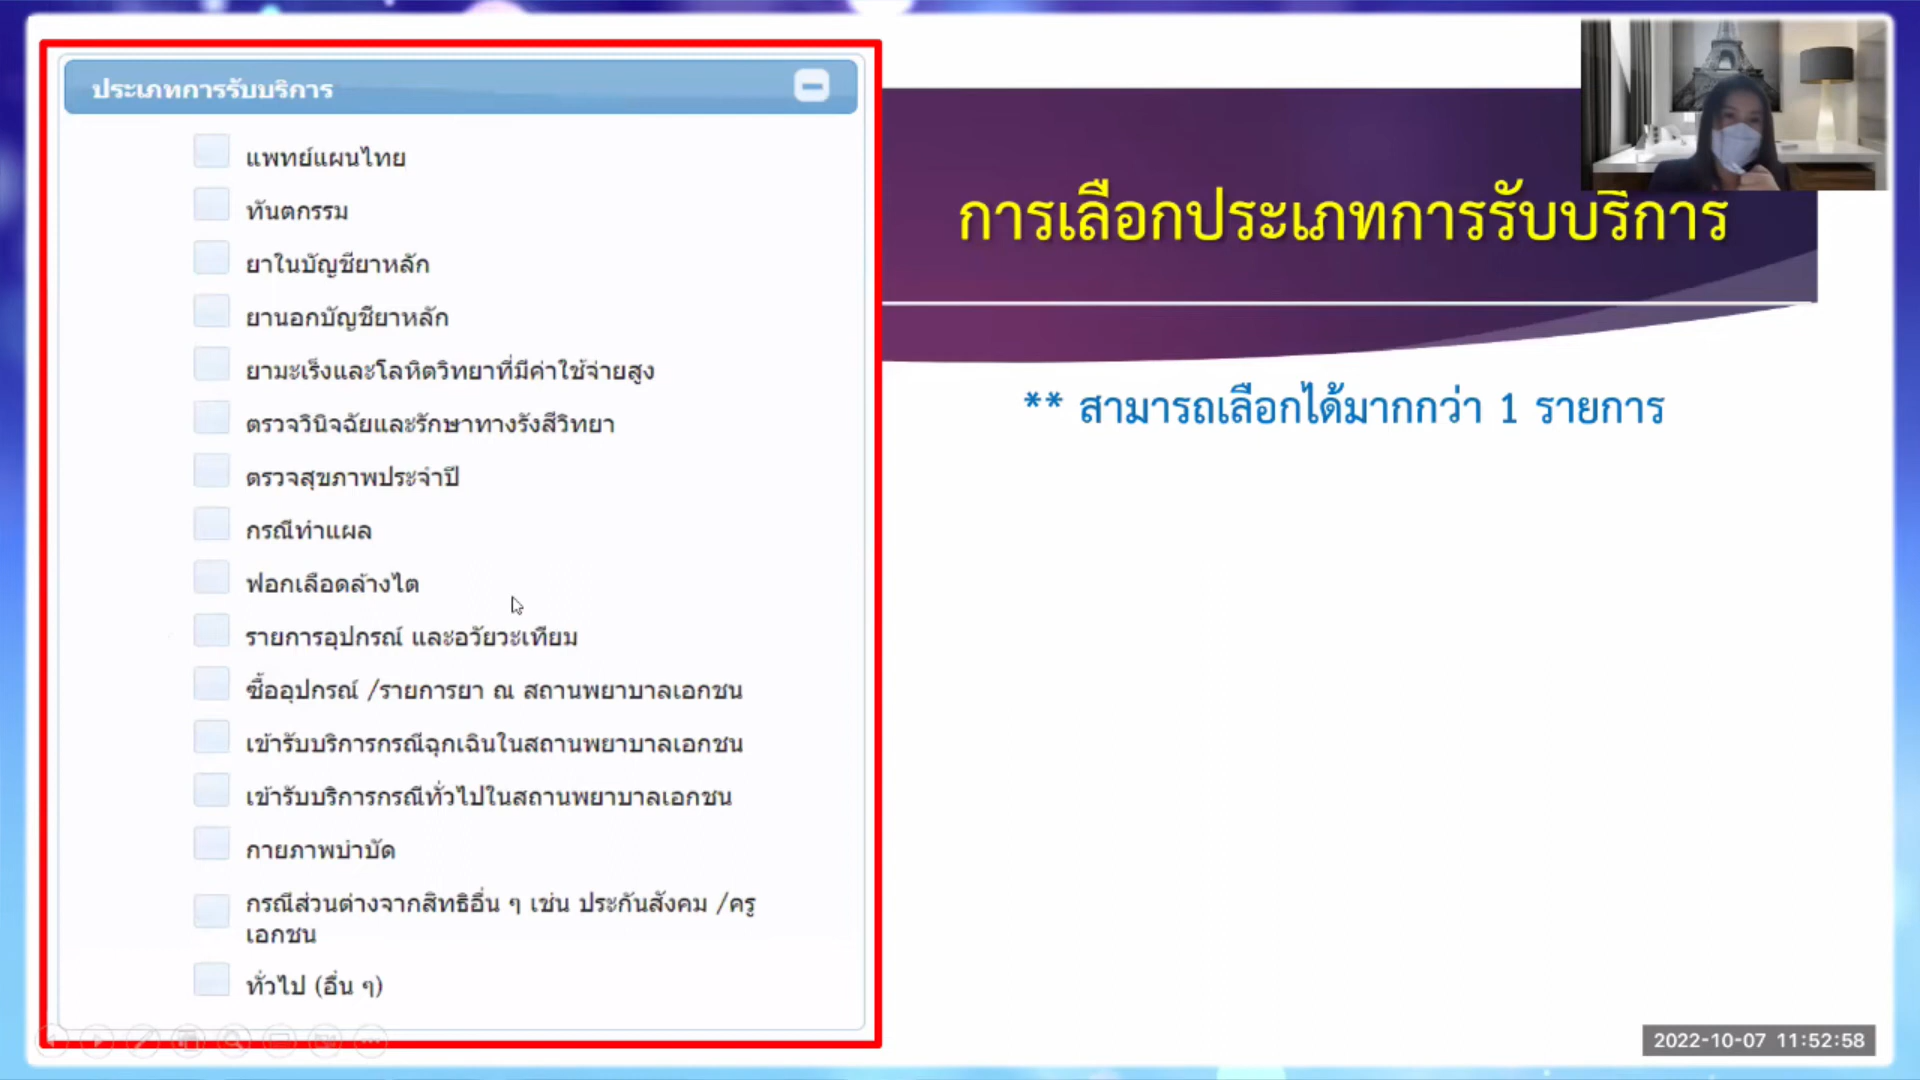 ประเภทการรับบริการ
แพทย์แผนไทย
ทันตกรรม
ยาในบัญชียาหลัก
ยานอกบัญชียาหลัก
ยามะเร็งและโลหิตวิทยาที่มีค่าใช้จ่ายสูง
ตรวจวินิจฉัยและรักษาทางรังสีวิทยา
ตรวจสุขภาพประจำปี
กรณีทำแผล
ฟอกเลือดล้างไต
รายการอุปกรณ์ และอวัยวะเทียม
ซื้ออุปกรณ์ /รายการยา ณ สถานพยาบาลเอกชน
เข้ารับบริการกรณีฉุกเฉินในสถานพยาบาลเอกชน
เข้ารับบริการกรณีทั่วไปในสถานพยาบาลเอกชน
กายภาพบำบัด
กรณีส่วนต่างจากสิทธิอื่น ๆ เช่น ประกันสังคม /ครู
เอกชน
ทั่วไป (อื่น ๆ)
การเลือกประเภทการรับบริการ
** สามารถเลือกได้มากกว่า 1 รายการ
2022-10-07 11:52:58